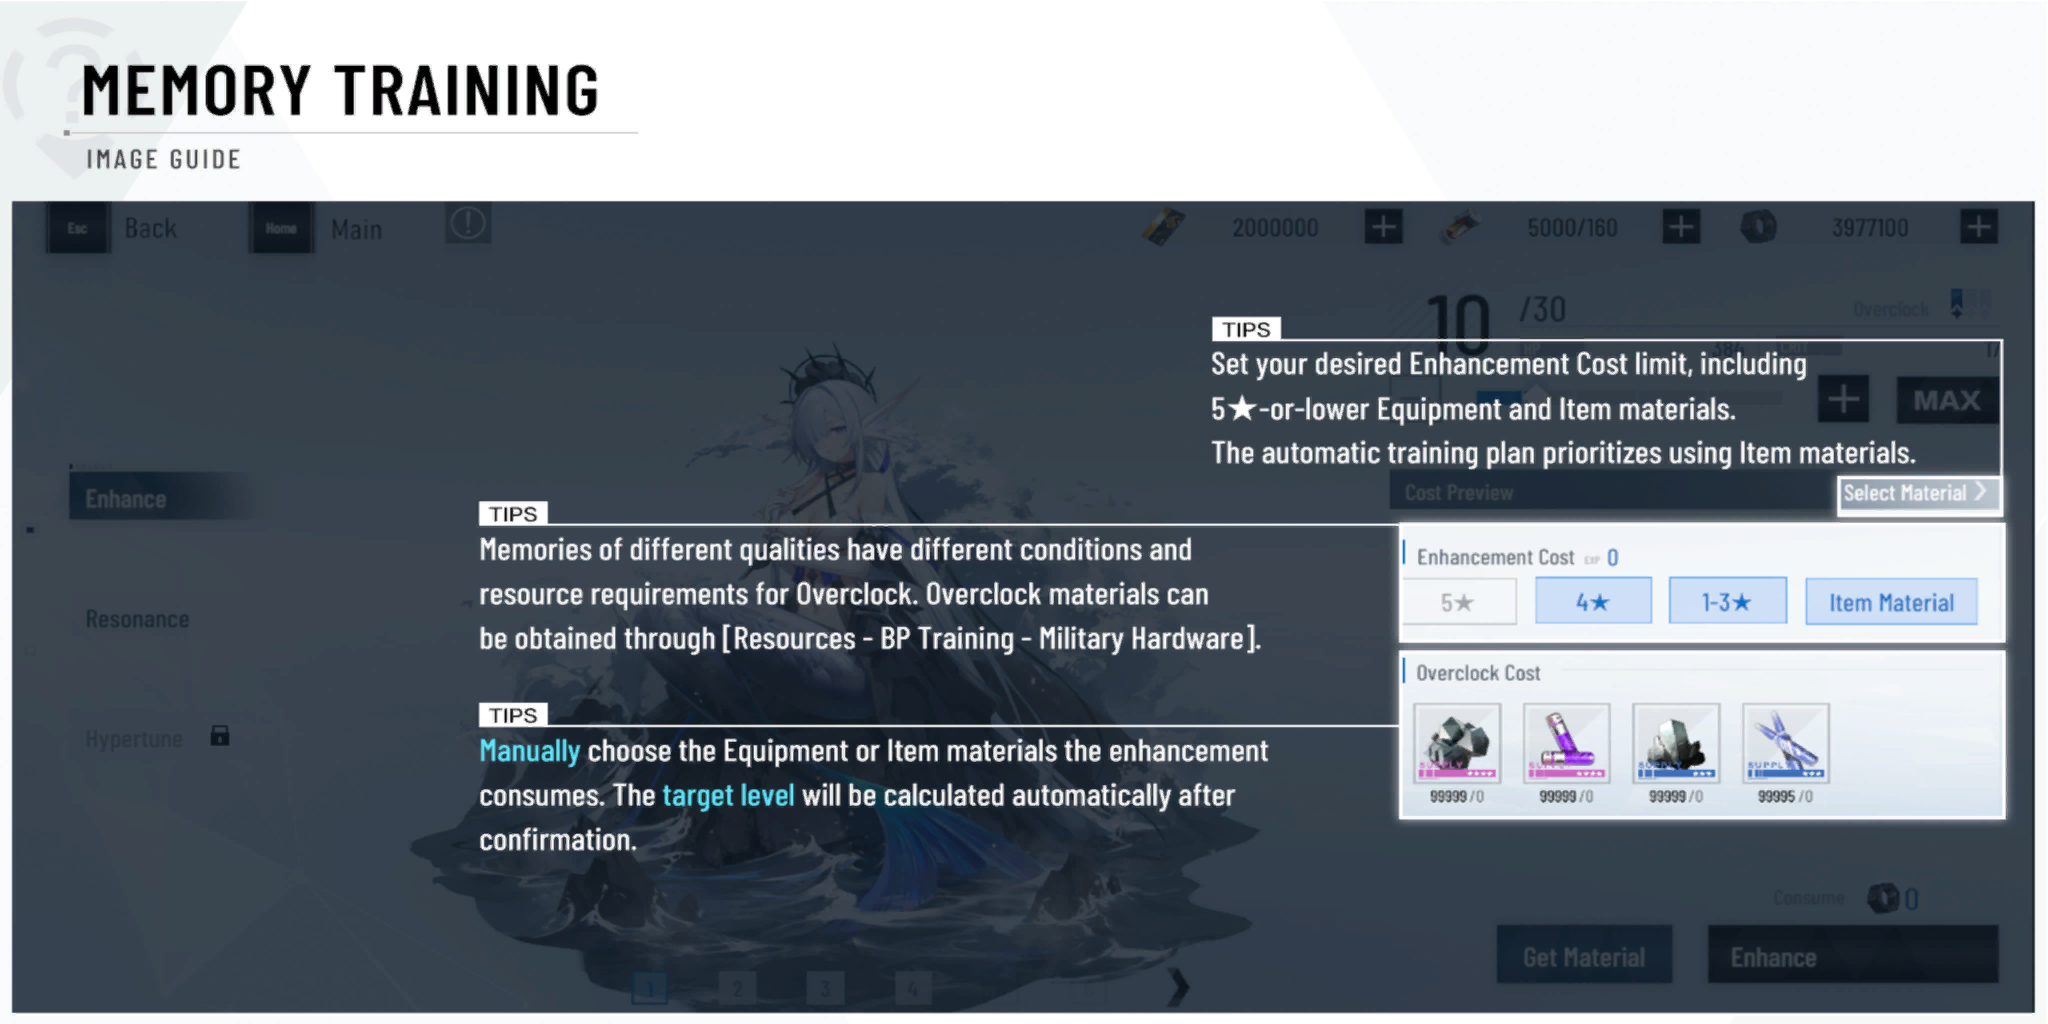 MEMORY TRAINING
IMAGE GUIDE
Esc Back Home Main
2000000 5000/160 3977100
10 /30
Overclock
TIPS
Set your desired Enhancement Cost limit, including
5★-or-lower Equipment and Item materials.
The automatic training plan prioritizes using Item materials.
MAX
Cost Preview
Select Material >
Enhance
Resonance
Hypertune
TIPS
Memories of different qualities have different conditions and
resource requirements for Overclock. Overclock materials can
be obtained through [Resources - BP Training - Military Hardware].
TIPS
Manually choose the Equipment or Item materials the enhancement
consumes. The target level will be calculated automatically after
confirmation.
Enhancement Cost EXP 0
5★ 4★ 1-3★ Item Material
Overclock Cost
SUPPLY SUPPLY SUPPLY SUPPLY
99999/0 99999/0 99999/0 99995/0
Consume 0
Get Material Enhance
1 2 3 4